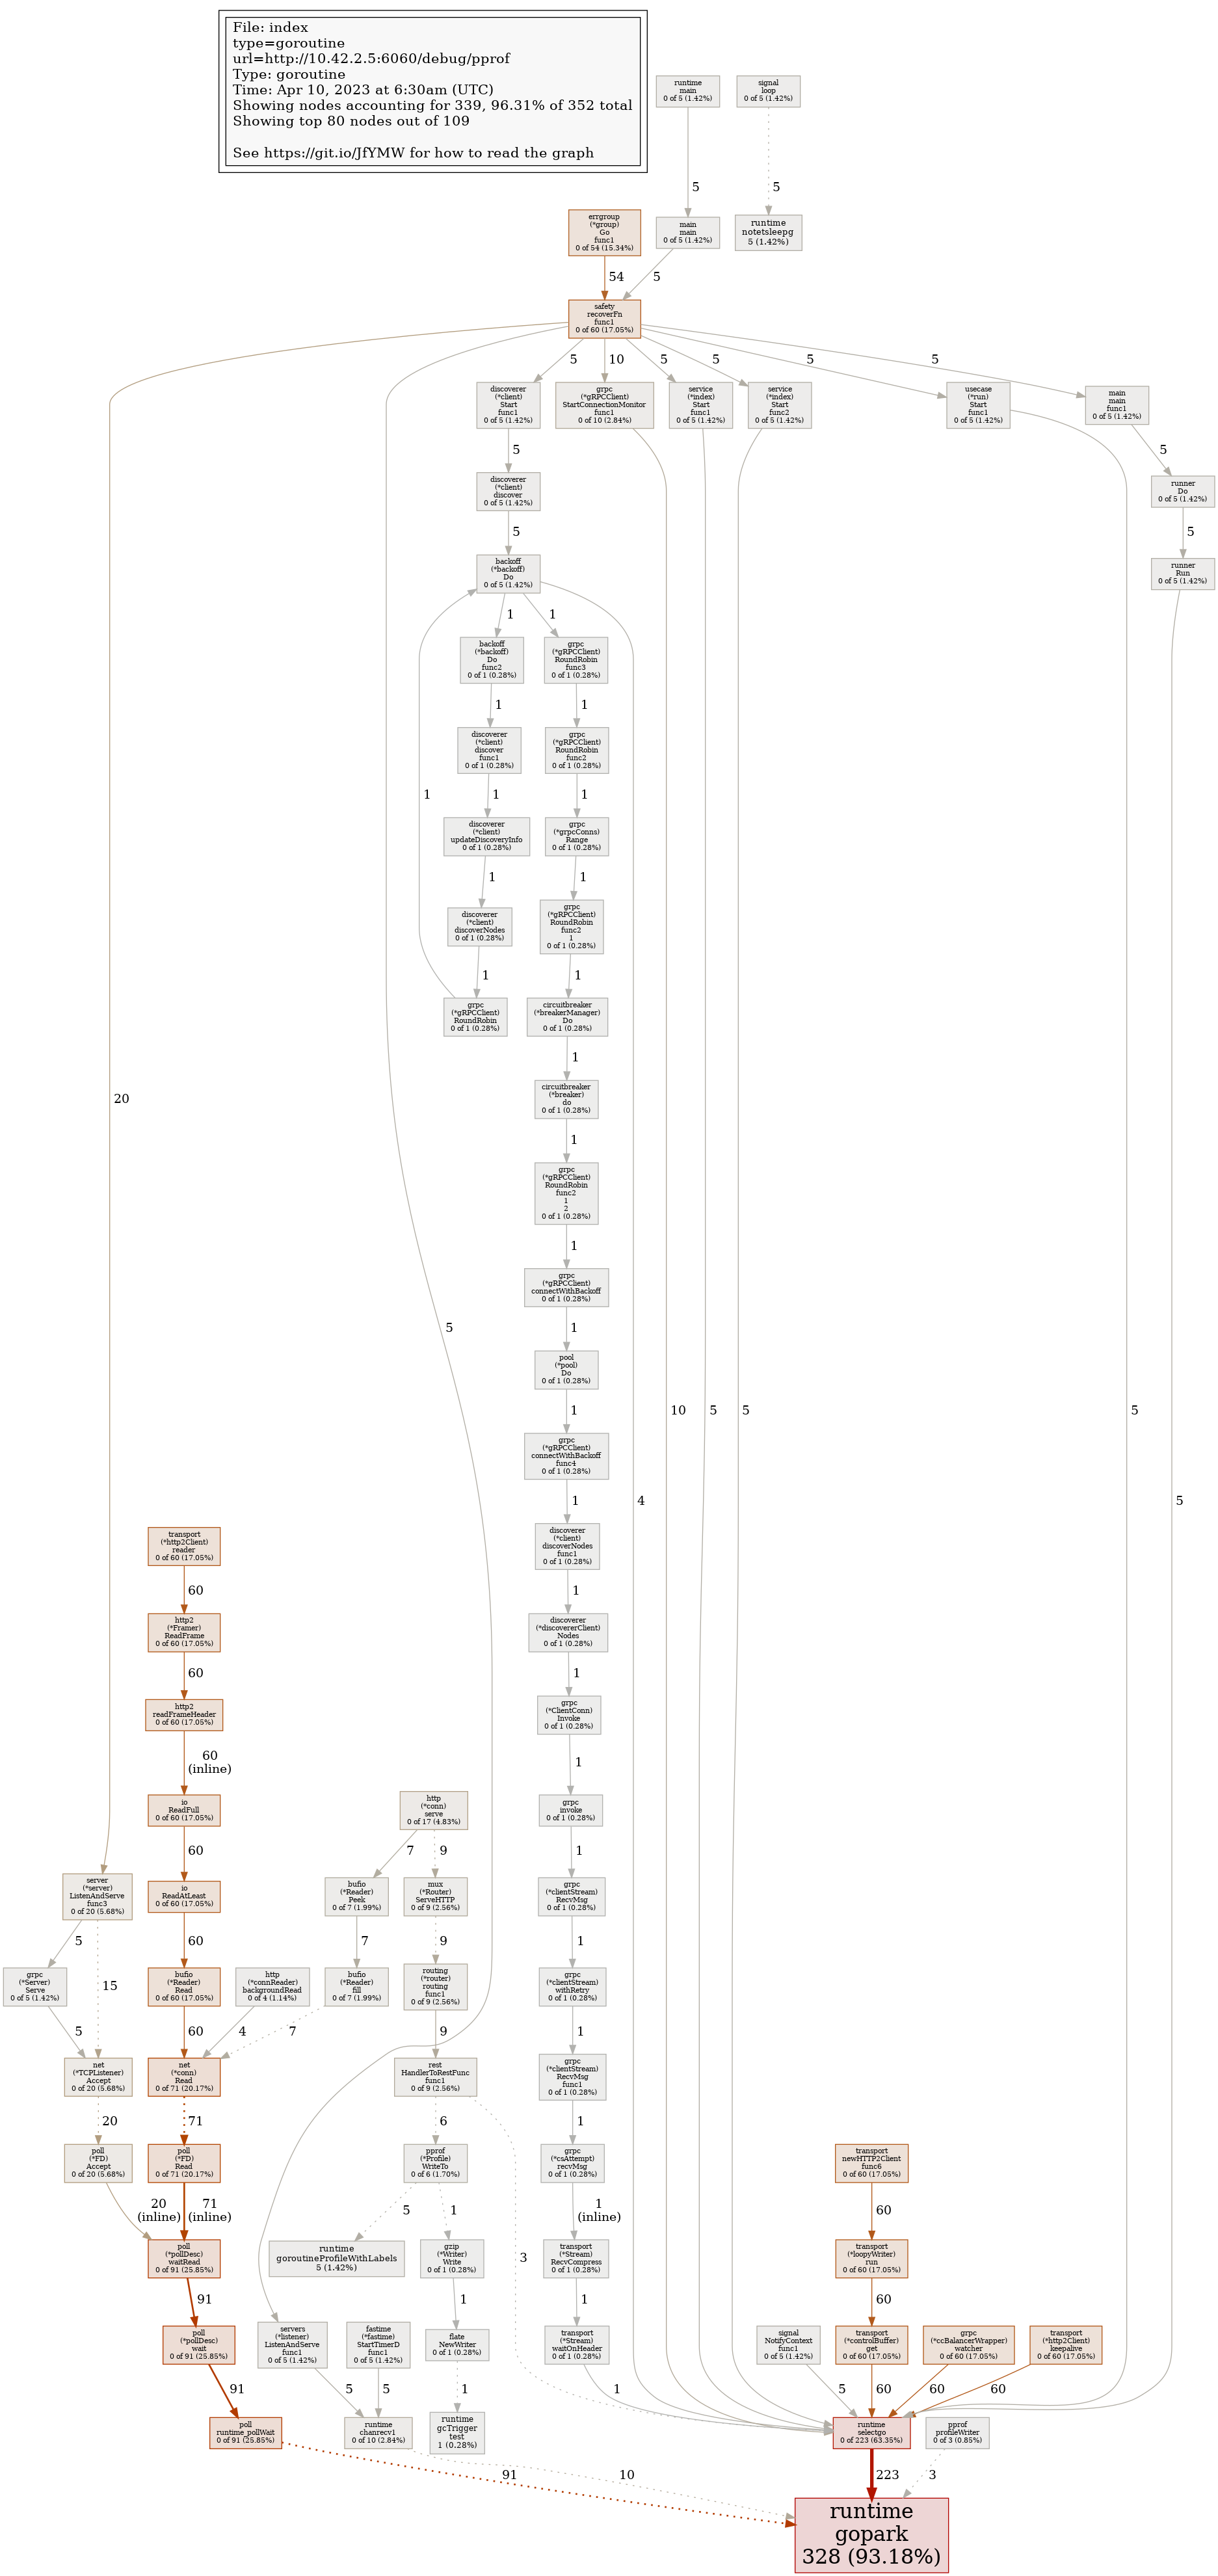 File: index
type=goroutine
url=http://10.42.2.5:6060/debug/pprof
Type: goroutine
Time: Apr 10, 2023 at 6:30am (UTC)
Showing nodes accounting for 339, 96.31% of 352 total
Showing top 80 nodes out of 109
See https://git.io/JfYMW for how to read the graph
runtime
main
0 of 5 (1.42%)
signal
loop
0 of 5 (1.42%)
5
5
errgroup
(*group)
Go
func1
0 of 54 (15.34%)
main
main
0 of 5 (1.42%)
runtime
notetsleepg
5 (1.42%)
54
5
safety
recoverFn
func1
0 of 60 (17.05%)
5
10
5
5
5
5
discoverer
(*client)
Start
func1
0 of 5 (1.42%)
grpc
(*gRPCClient)
StartConnectionMonitor
func1
0 of 10 (2.84%)
service
(*index)
Start
func1
0 of 5 (1.42%)
service
(*index)
Start
func2
0 of 5 (1.42%)
usecase
(*run)
Start
func1
0 of 5 (1.42%)
main
main
func1
0 of 5 (1.42%)
5
5
discoverer
(*client)
discover
0 of 5 (1.42%)
runner
Do
0 of 5 (1.42%)
5
5
backoff
(*backoff)
Do
0 of 5 (1.42%)
runner
Run
0 of 5 (1.42%)
1
1
backoff
(*backoff)
Do
func2
0 of 1 (0.28%)
grpc
(*gRPCClient)
RoundRobin
func3
0 of 1 (0.28%)
1
1
discoverer
(*client)
discover
func1
0 of 1 (0.28%)
grpc
(*gRPCClient)
RoundRobin
func2
0 of 1 (0.28%)
1
1
1
discoverer
(*client)
updateDiscoveryInfo
0 of 1 (0.28%)
grpc
(*grpcConns)
Range
0 of 1 (0.28%)
1
1
discoverer
(*client)
discoverNodes
0 of 1 (0.28%)
grpc
(*gRPCClient)
RoundRobin
func2
1
0 of 1 (0.28%)
1
1
grpc
(*gRPCClient)
RoundRobin
0 of 1 (0.28%)
circuitbreaker
(*breakerManager)
Do
0 of 1 (0.28%)
1
circuitbreaker
(*breaker)
do
0 of 1 (0.28%)
20
1
grpc
(*gRPCClient)
RoundRobin
func2
1
2
0 of 1 (0.28%)
1
grpc
(*gRPCClient)
connectWithBackoff
0 of 1 (0.28%)
5
1
pool
(*pool)
Do
0 of 1 (0.28%)
1
10
5
5
5
grpc
(*gRPCClient)
connectWithBackoff
func4
0 of 1 (0.28%)
1
4
5
transport
(*http2Client)
reader
0 of 60 (17.05%)
discoverer
(*client)
discoverNodes
func1
0 of 1 (0.28%)
60
1
http2
(*Framer)
ReadFrame
0 of 60 (17.05%)
discoverer
(*discovererClient)
Nodes
0 of 1 (0.28%)
60
1
http2
readFrameHeader
0 of 60 (17.05%)
grpc
(*ClientConn)
Invoke
0 of 1 (0.28%)
60
(inline)
1
io
ReadFull
0 of 60 (17.05%)
http
(*conn)
serve
0 of 17 (4.83%)
grpc
invoke
0 of 1 (0.28%)
60
7
9
1
server
(*server)
ListenAndServe
func3
0 of 20 (5.68%)
io
ReadAtLeast
0 of 60 (17.05%)
bufio
(*Reader)
Peek
0 of 7 (1.99%)
mux
(*Router)
ServeHTTP
0 of 9 (2.56%)
grpc
(*clientStream)
RecvMsg
0 of 1 (0.28%)
5
60
7
9
1
grpc
(*Server)
Serve
0 of 5 (1.42%)
15
bufio
(*Reader)
Read
0 of 60 (17.05%)
http
(*connReader)
backgroundRead
0 of 4 (1.14%)
bufio
(*Reader)
fill
0 of 7 (1.99%)
routing
(*router)
routing
func1
0 of 9 (2.56%)
grpc
(*clientStream)
withRetry
0 of 1 (0.28%)
5
60
4
7
9
1
net
(*TCPListener)
Accept
0 of 20 (5.68%)
net
(*conn)
Read
0 of 71 (20.17%)
rest
HandlerToRestFunc
func1
0 of 9 (2.56%)
grpc
(*clientStream)
RecvMsg
func1
0 of 1 (0.28%)
20
71
6
1
poll
(*FD)
Accept
0 of 20 (5.68%)
poll
(*FD)
Read
0 of 71 (20.17%)
pprof
(*Profile)
WriteTo
0 of 6 (1.70%)
grpc
(*csAttempt)
recvMsg
0 of 1 (0.28%)
transport
newHTTP2Client
func6
0 of 60 (17.05%)
20
(inline)
71
(inline)
5
1
1
(inline)
60
poll
(*pollDesc)
waitRead
0 of 91 (25.85%)
runtime
goroutineProfileWithLabels
5 (1.42%)
gzip
(*Writer)
Write
0 of 1 (0.28%)
3
transport
(*Stream)
RecvCompress
0 of 1 (0.28%)
transport
(*loopyWriter)
run
0 of 60 (17.05%)
91
1
1
60
poll
(*pollDesc)
wait
0 of 91 (25.85%)
servers
(*listener)
ListenAndServe
func1
0 of 5 (1.42%)
fastime
(*fastime)
StartTimerD
func1
0 of 5 (1.42%)
flate
NewWriter
0 of 1 (0.28%)
transport
(*Stream)
waitOnHeader
0 of 1 (0.28%)
signal
NotifyContext
func1
0 of 5 (1.42%)
transport
(*controlBuffer)
get
0 of 60 (17.05%)
grpc
(*ccBalancerWrapper)
watcher
0 of 60 (17.05%)
transport
(*http2Client)
keepalive
0 of 60 (17.05%)
91
5
5
1
1
5
60
60
60
poll
runtime_pollWait
0 of 91 (25.85%)
runtime
chanrecv1
0 of 10 (2.84%)
runtime
gcTrigger
test
1 (0.28%)
runtime
selectgo
0 of 223 (63.35%)
pprof
profileWriter
0 of 3 (0.85%)
91
10
223
3
runtime
gopark
328 (93.18%)